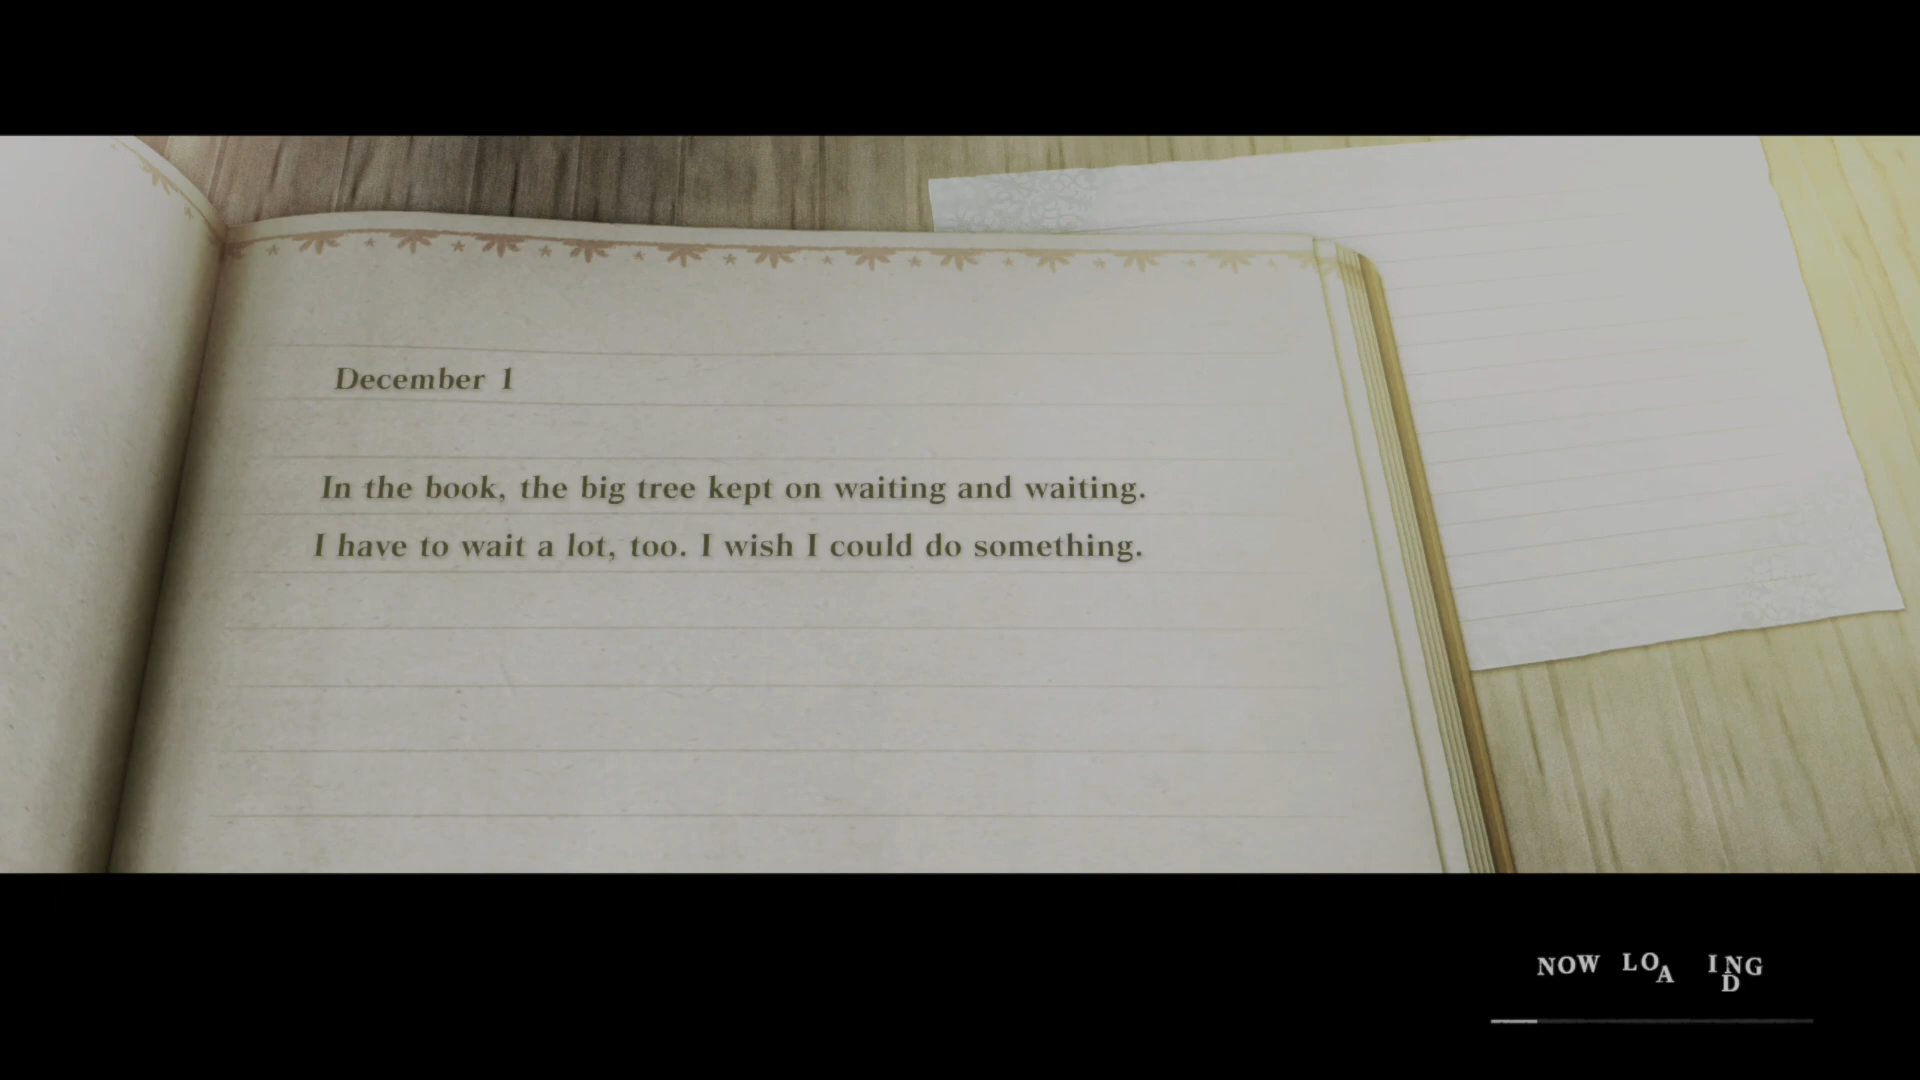 December 1
In the book, the big tree kept on waiting and waiting.
I have to wait a lot, too. I wish I could do something.
NOW LOADING